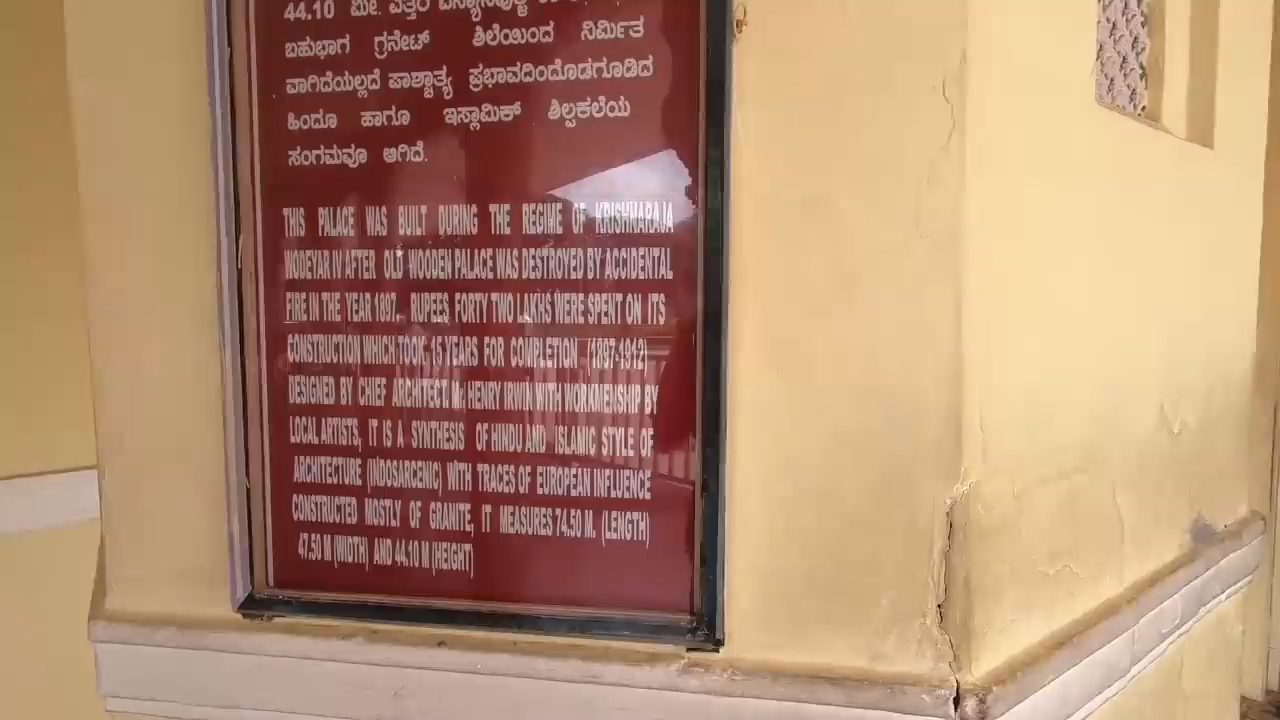 44.10 ಮೀ. ಎತ್ತರ
ಬಹುಭಾಗ ಗ್ರನೇಟ್ ಶಿಲೆಯಿಂದ ನಿರ್ಮಿತ
ವಾಗಿದೆಯಲ್ಲದೆ ಪಾಶ್ಚಾತ್ಯ ಪ್ರಭಾವದಿಂದೊಡಗೂಡಿದ
ಹಿಂದೂ ಹಾಗೂ ಇಸ್ಲಾಮಿಕ್ ಶಿಲ್ಪಕಲೆಯ
ಸಂಗಮವೂ ಆಗಿದೆ.
THIS PALACE WAS BUILT DURING THE REGIME OF KRISHNARAJA
WODEYAR IV AFTER OLD WOODEN PALACE WAS DESTROYED BY ACCIDENTAL
FIRE IN THE YEAR 1897. RUPEES FORTY TWO LAKHS WERE SPENT ON ITS
CONSTRUCTION WHICH TOOK 15 YEARS FOR COMPLETION (1897-1912)
DESIGNED BY CHIEF ARCHITECT. Mr HENRY IRWIN WITH WORKMENSHIP BY
LOCAL ARTISTS, IT IS A SYNTHESIS OF HINDU AND ISLAMIC STYLE OF
ARCHITECTURE (INDOSARCENIC) WITH TRACES OF EUROPEAN INFLUENCE
CONSTRUCTED MOSTLY OF GRANITE, IT MEASURES 74.50 M. (LENGTH)
47.50 M (WIDTH) AND 44.10 M (HEIGHT)